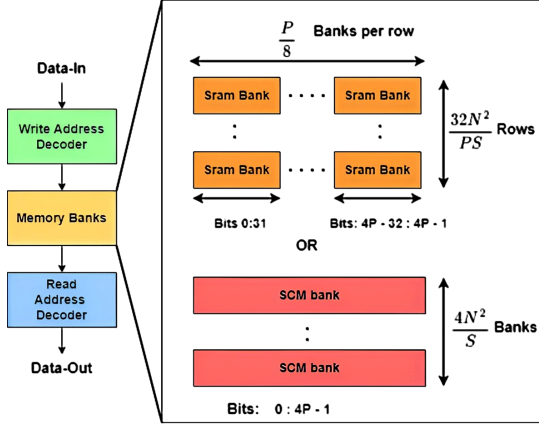 Data-In
Write Address
Decoder
Memory Banks
Read
Address
Decoder
Data-Out
P/8 Banks per row
Sram Bank . . . . Sram Bank
: :
Sram Bank . . . . Sram Bank
32N²/PS Rows
Bits 0:31 Bits: 4P - 32 : 4P - 1
OR
SCM bank
:
SCM bank
4N²/S Banks
Bits: 0 : 4P - 1